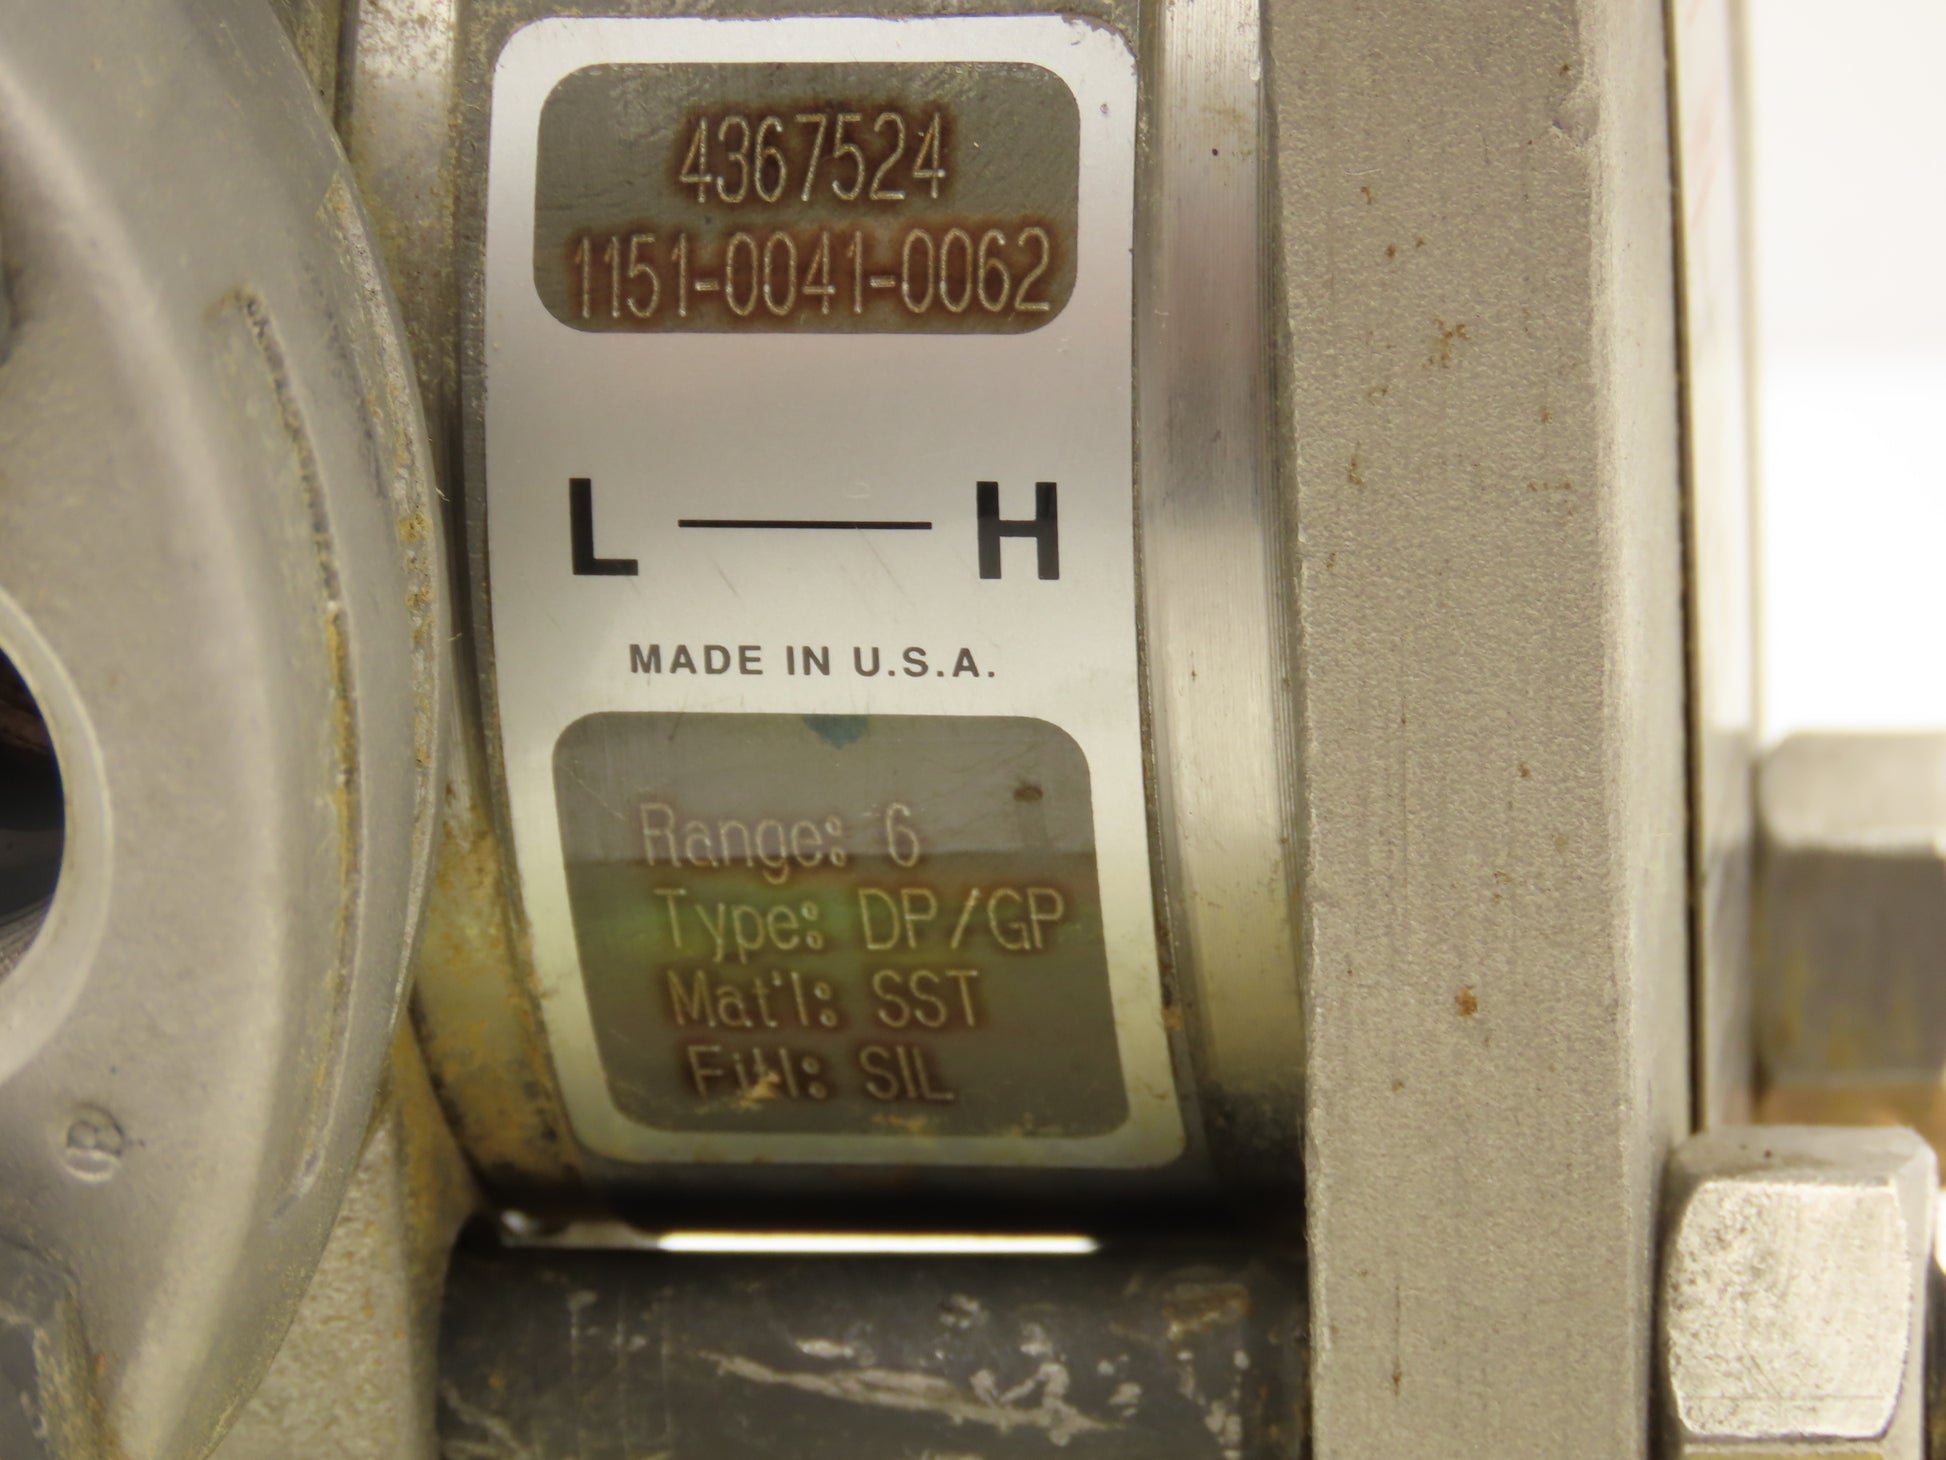 4367524
1151-0041-0062
L H
MADE IN U.S.A.
Range: 6
Type: DP/GP
Mat'l: SST
Fill: SIL